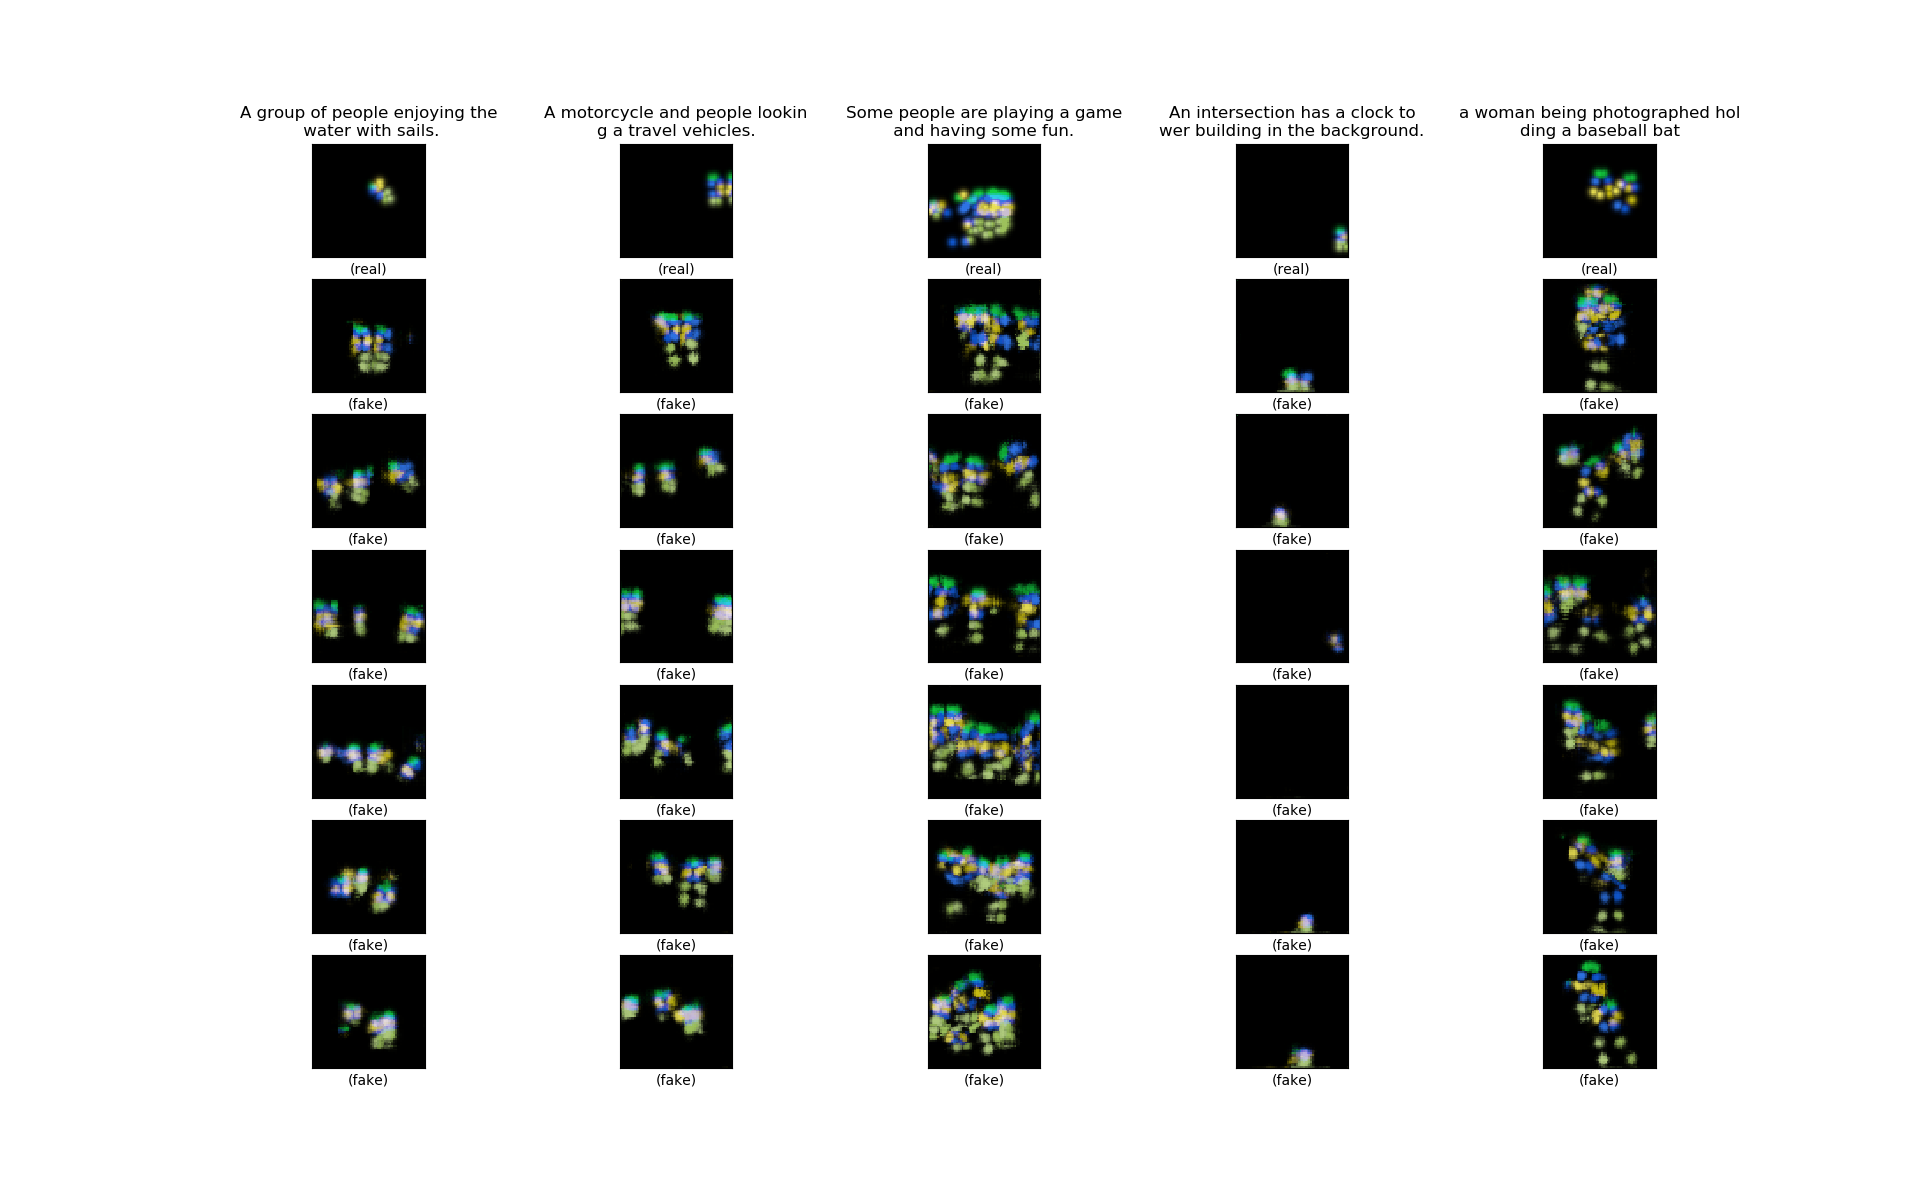 A group of people enjoying the
water with sails.
A motorcycle and people lookin
g a travel vehicles.
Some people are playing a game
and having some fun.
An intersection has a clock to
wer building in the background.
a woman being photographed hol
ding a baseball bat
(real) (real) (real) (real) (real)
(fake) (fake) (fake) (fake) (fake)
(fake) (fake) (fake) (fake) (fake)
(fake) (fake) (fake) (fake) (fake)
(fake) (fake) (fake) (fake) (fake)
(fake) (fake) (fake) (fake) (fake)
(fake) (fake) (fake) (fake) (fake)